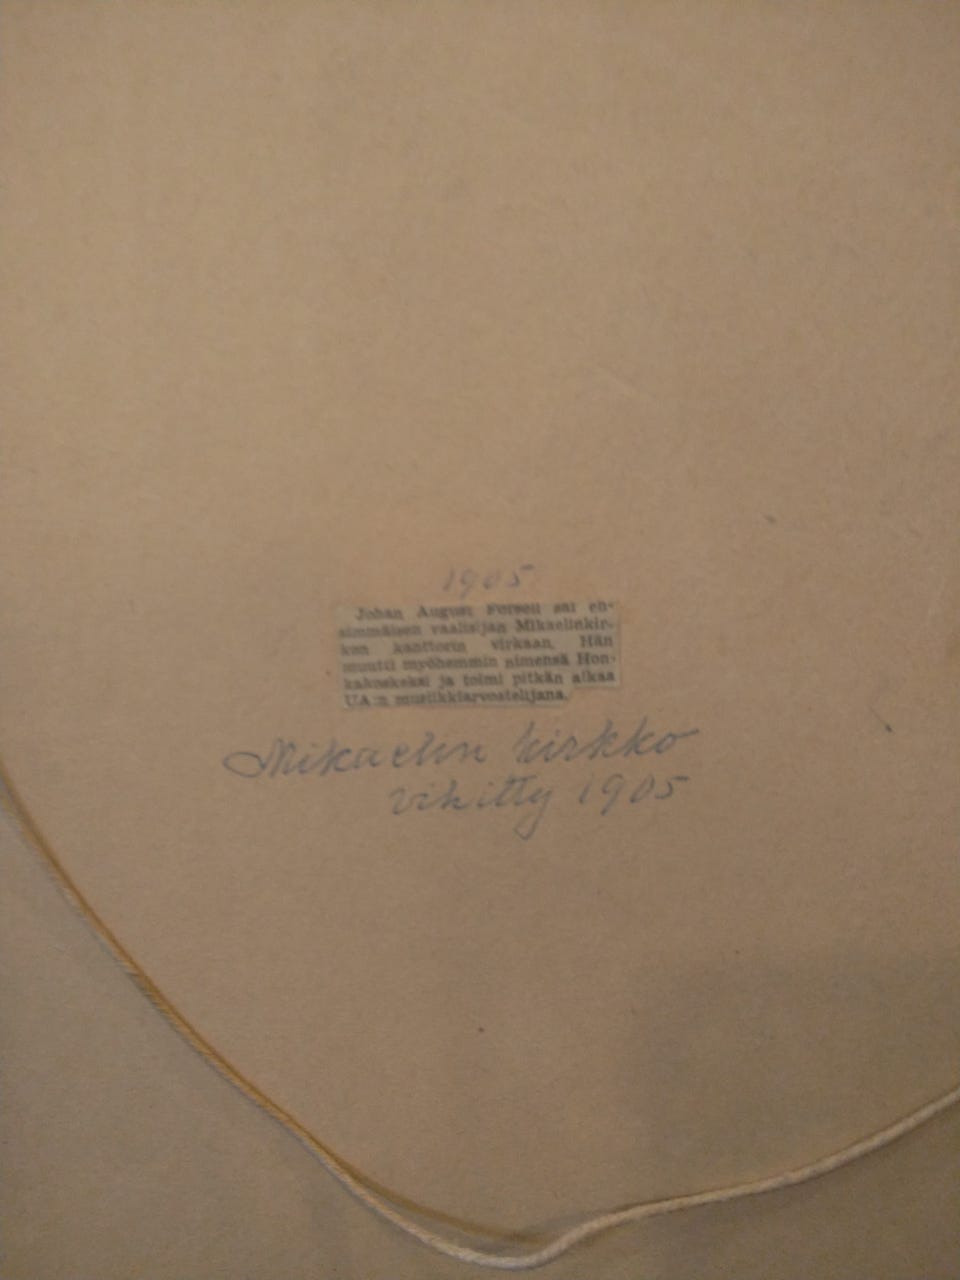 1905
Johan August Forsell sai en-
simmäisen vaalisijan Mikaelinkir-
kon kanttorin virkaan. Hän
muutti myöhemmin nimensä Hon-
kakoskeksi ja toimi pitkän aikaa
UA:n musiikkiarvostelijana.
Mikaelin kirkko
vihitty 1905